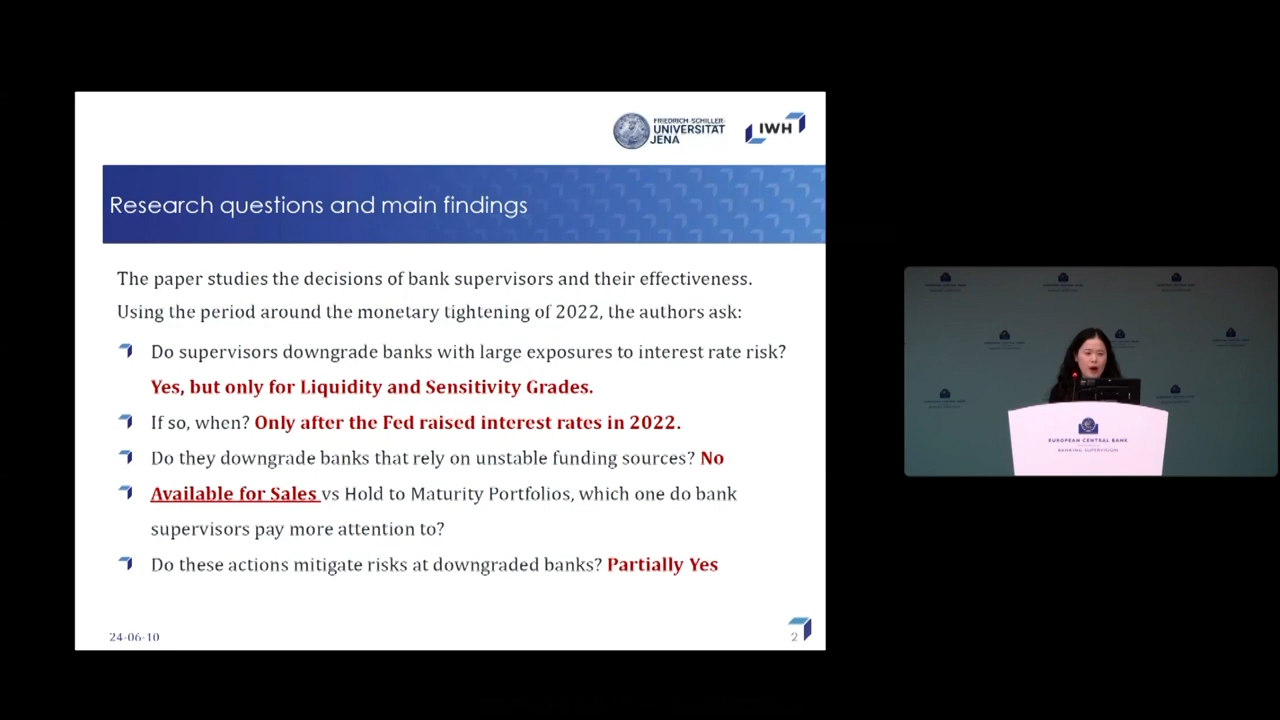 FRIEDRICH-SCHILLER-
UNIVERSITÄT
JENA
IWH
Research questions and main findings
The paper studies the decisions of bank supervisors and their effectiveness.
Using the period around the monetary tightening of 2022, the authors ask:
Do supervisors downgrade banks with large exposures to interest rate risk?
Yes, but only for Liquidity and Sensitivity Grades.
If so, when? Only after the Fed raised interest rates in 2022.
Do they downgrade banks that rely on unstable funding sources? No
Available for Sales vs Hold to Maturity Portfolios, which one do bank
supervisors pay more attention to?
Do these actions mitigate risks at downgraded banks? Partially Yes
24-06-10
2
EUROPEAN CENTRAL BANK
BANKING SUPERVISION